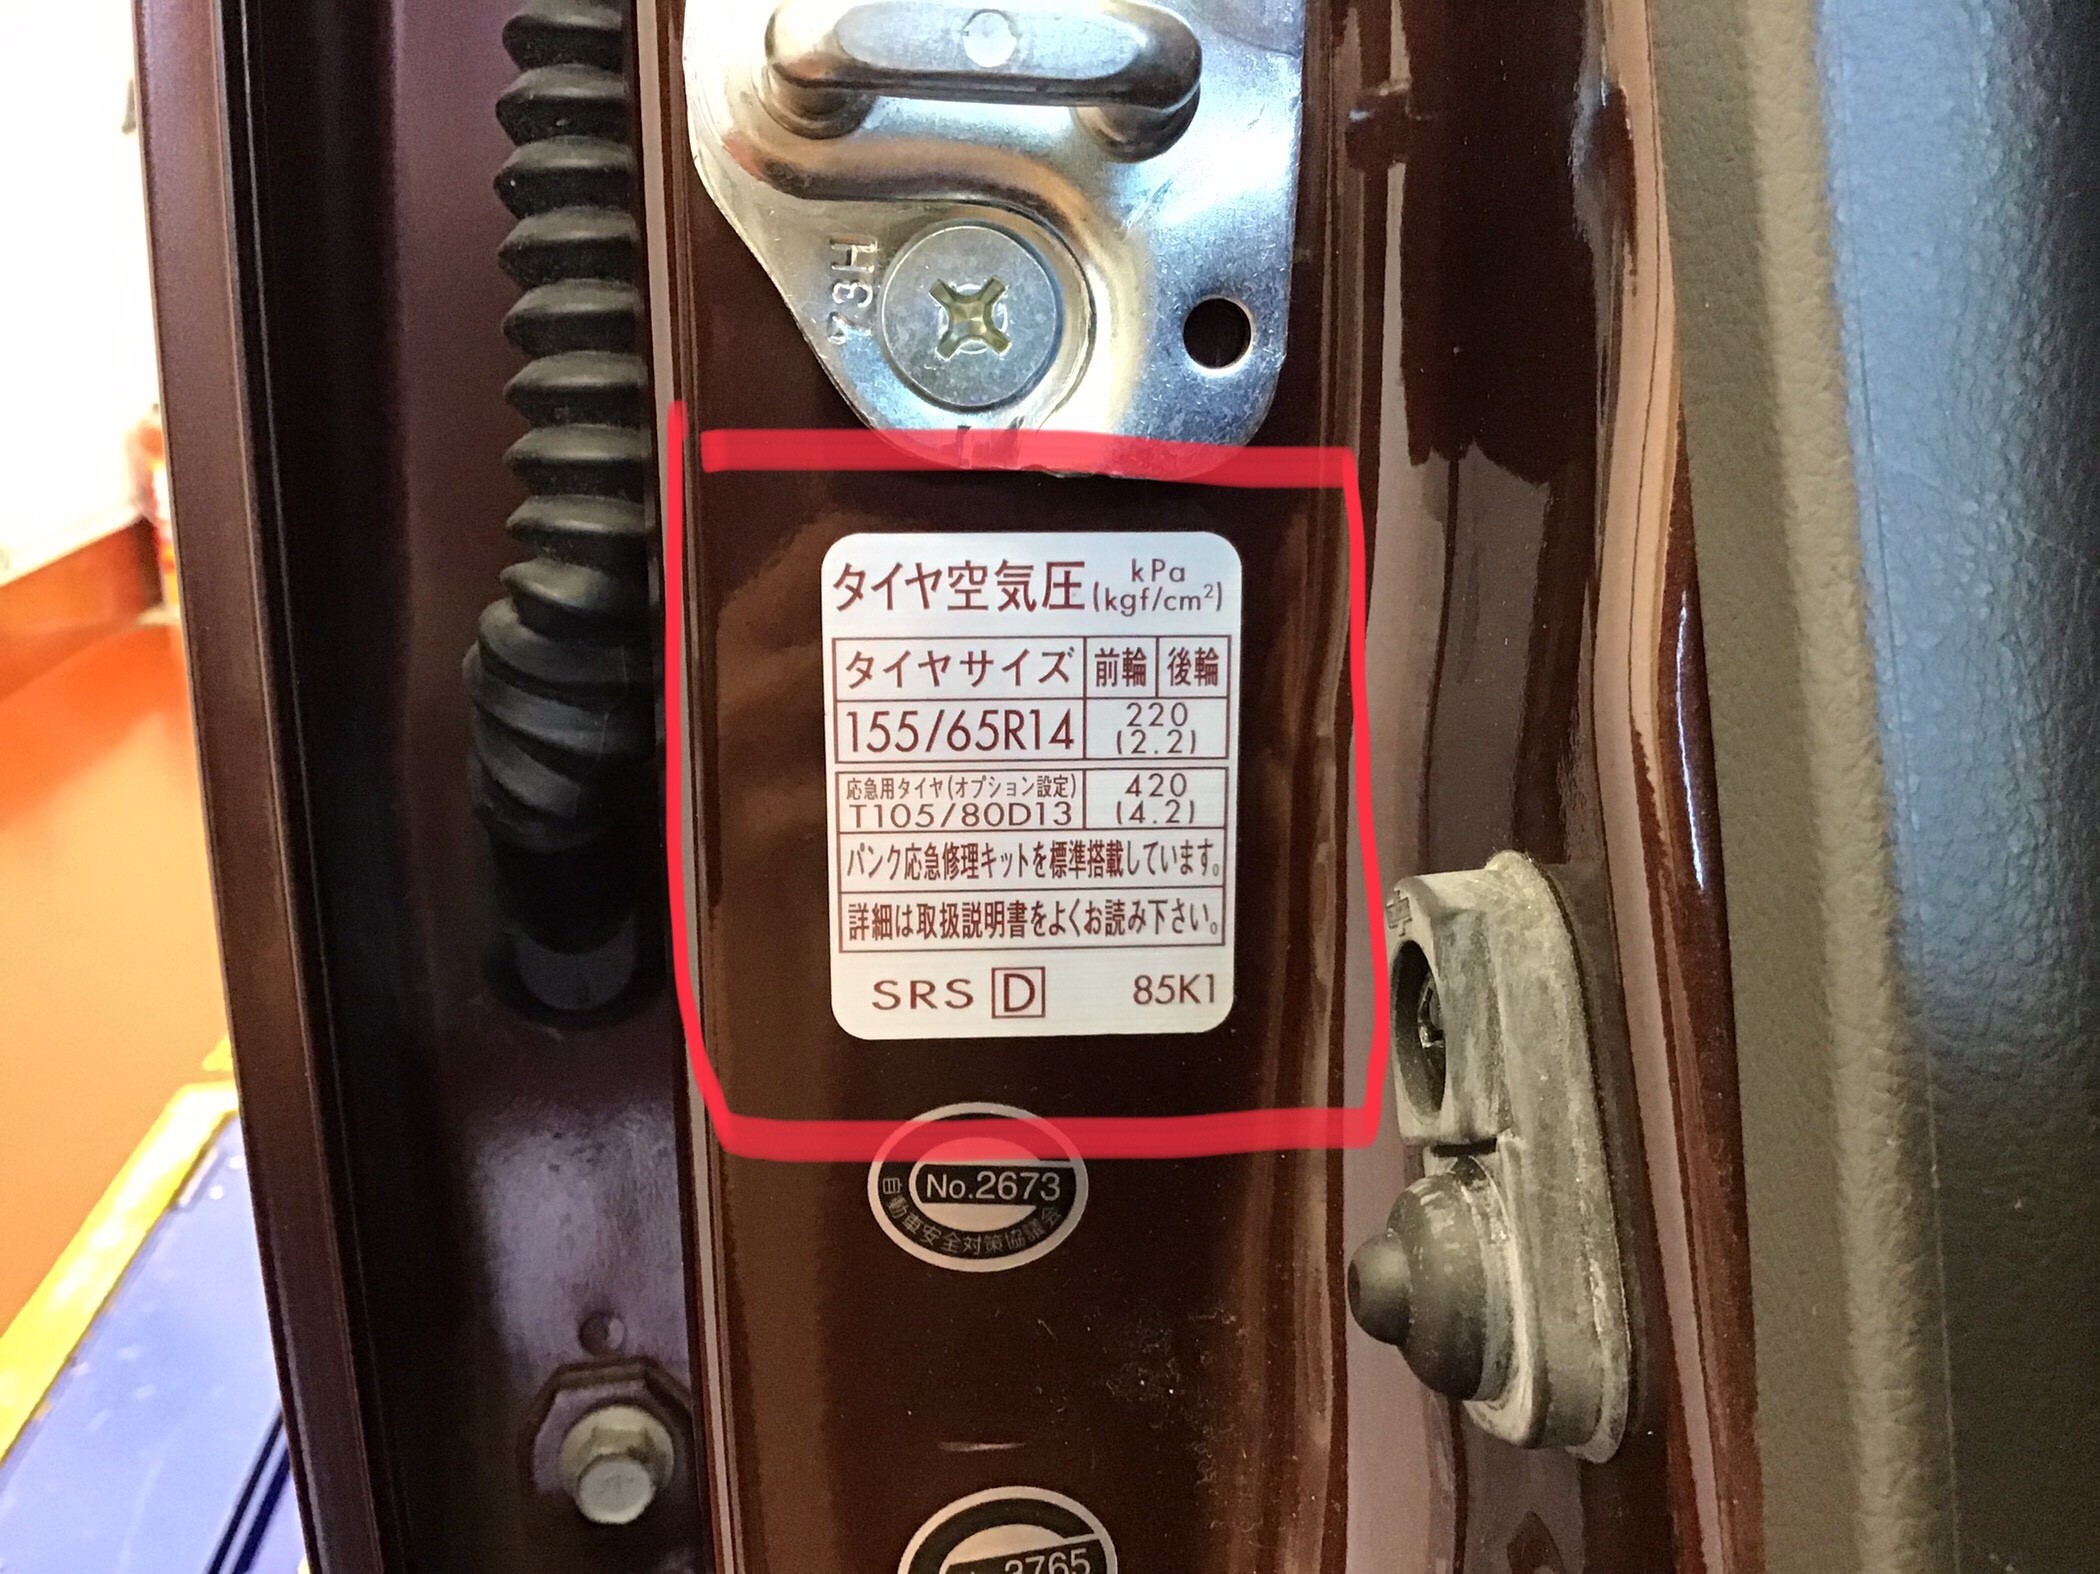 73H
タイヤ空気圧 kPa
(kgf/cm²)
タイヤサイズ 前輪 後輪
155/65R14 220
(2.2)
応急用タイヤ(オプション設定) 420
T105/80D13 (4.2)
パンク応急修理キットを標準搭載しています。
詳細は取扱説明書をよくお読み下さい。
SRS D 85K1
No.2673
自動車安全対策協議会
3765